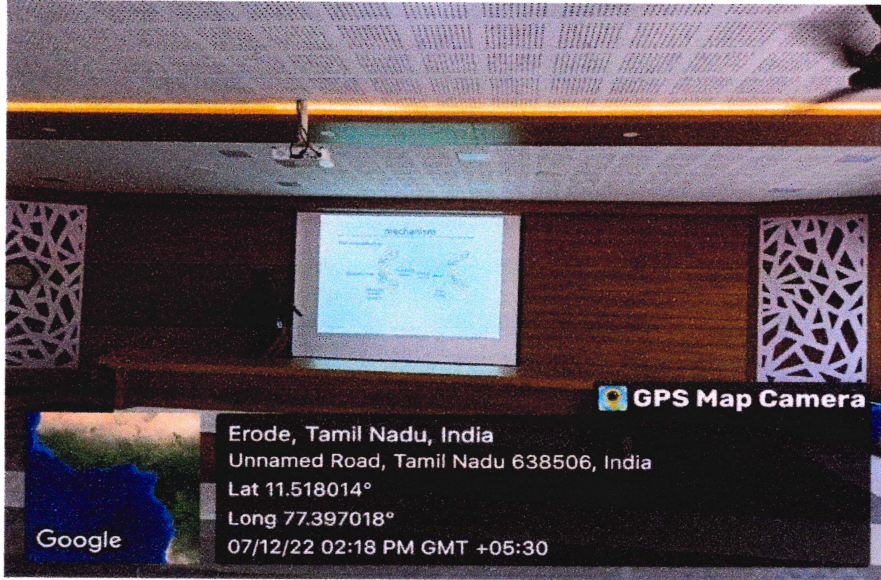 mechanism
GPS Map Camera
Erode, Tamil Nadu, India
Unnamed Road, Tamil Nadu 638506, India
Lat 11.518014°
Long 77.397018°
07/12/22 02:18 PM GMT +05:30
Google